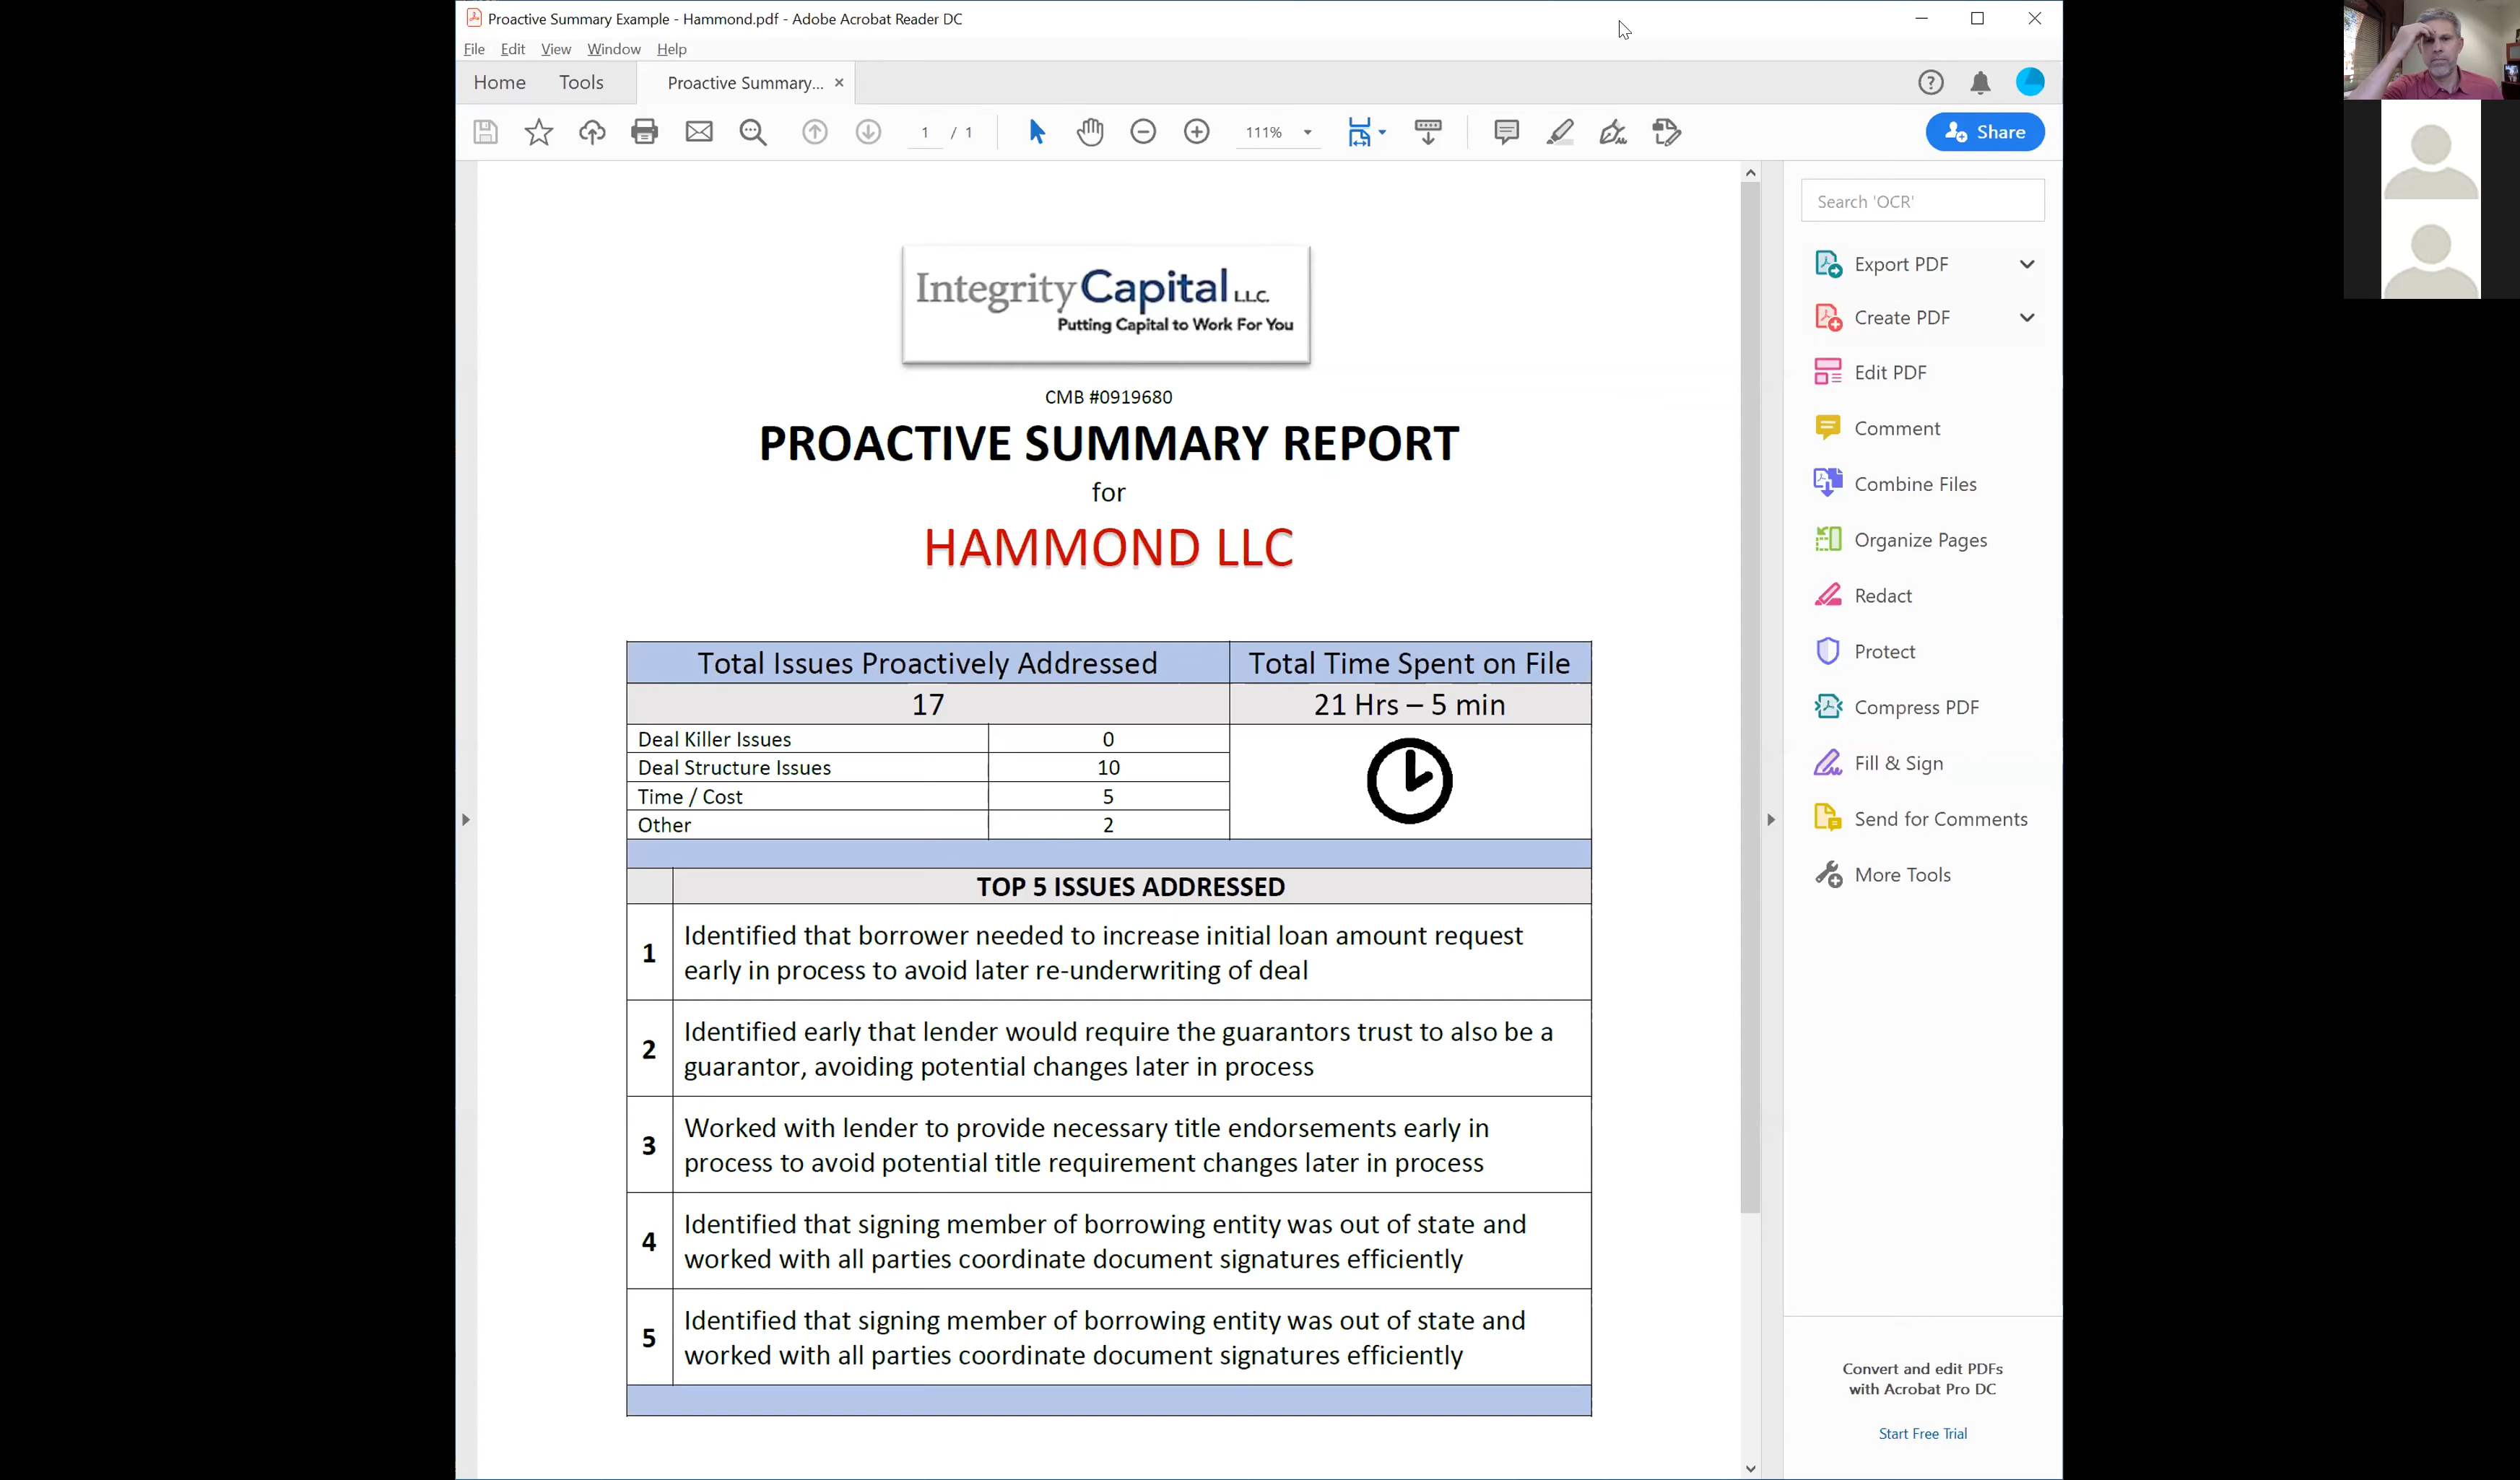 Proactive Summary Example - Hammond.pdf - Adobe Acrobat Reader DC
File Edit View Window Help
Home Tools Proactive Summary... ×
1 / 1 111% Share
Integrity Capital L.L.C.
Putting Capital to Work For You
CMB #0919680
PROACTIVE SUMMARY REPORT
for
HAMMOND LLC
Total Issues Proactively Addressed Total Time Spent on File
17 21 Hrs – 5 min
Deal Killer Issues 0
Deal Structure Issues 10
Time / Cost 5
Other 2
TOP 5 ISSUES ADDRESSED
1 Identified that borrower needed to increase initial loan amount request
early in process to avoid later re-underwriting of deal
2 Identified early that lender would require the guarantors trust to also be a
guarantor, avoiding potential changes later in process
3 Worked with lender to provide necessary title endorsements early in
process to avoid potential title requirement changes later in process
4 Identified that signing member of borrowing entity was out of state and
worked with all parties coordinate document signatures efficiently
5 Identified that signing member of borrowing entity was out of state and
worked with all parties coordinate document signatures efficiently
Search 'OCR'
Export PDF
Create PDF
Edit PDF
Comment
Combine Files
Organize Pages
Redact
Protect
Compress PDF
Fill & Sign
Send for Comments
More Tools
Convert and edit PDFs
with Acrobat Pro DC
Start Free Trial